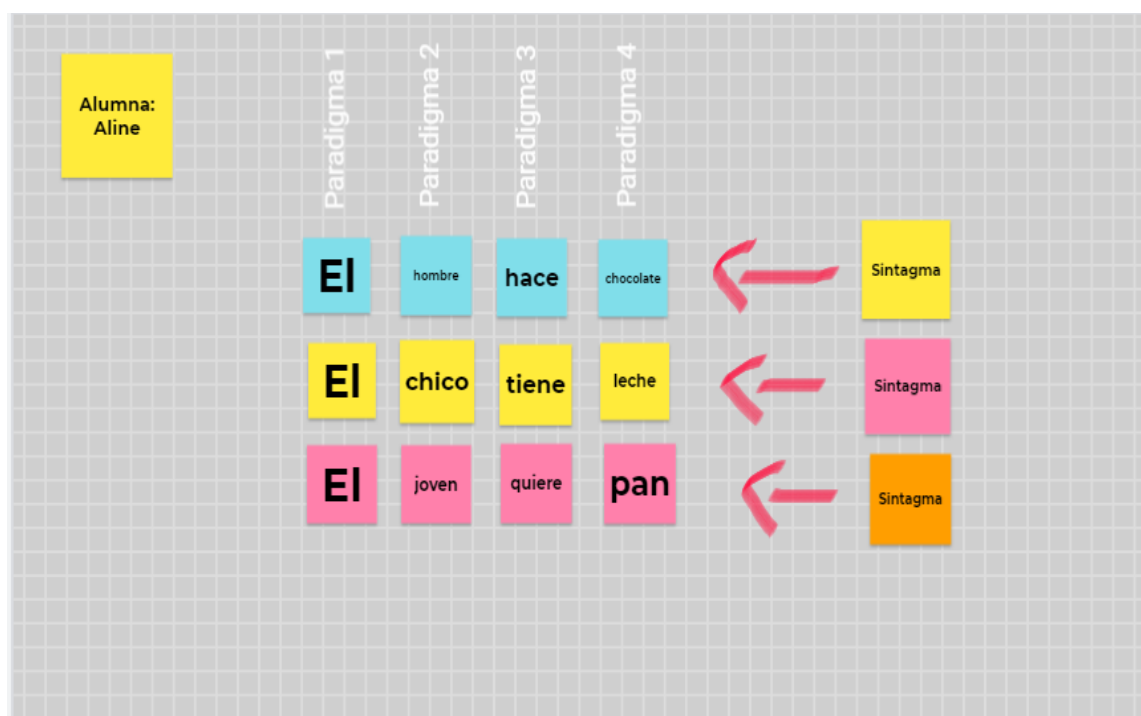 Alumna:
Aline
Paradigma 1
Paradigma 2
Paradigma 3
Paradigma 4
El hombre hace chocolate Sintagma
El chico tiene leche Sintagma
El joven quiere pan Sintagma